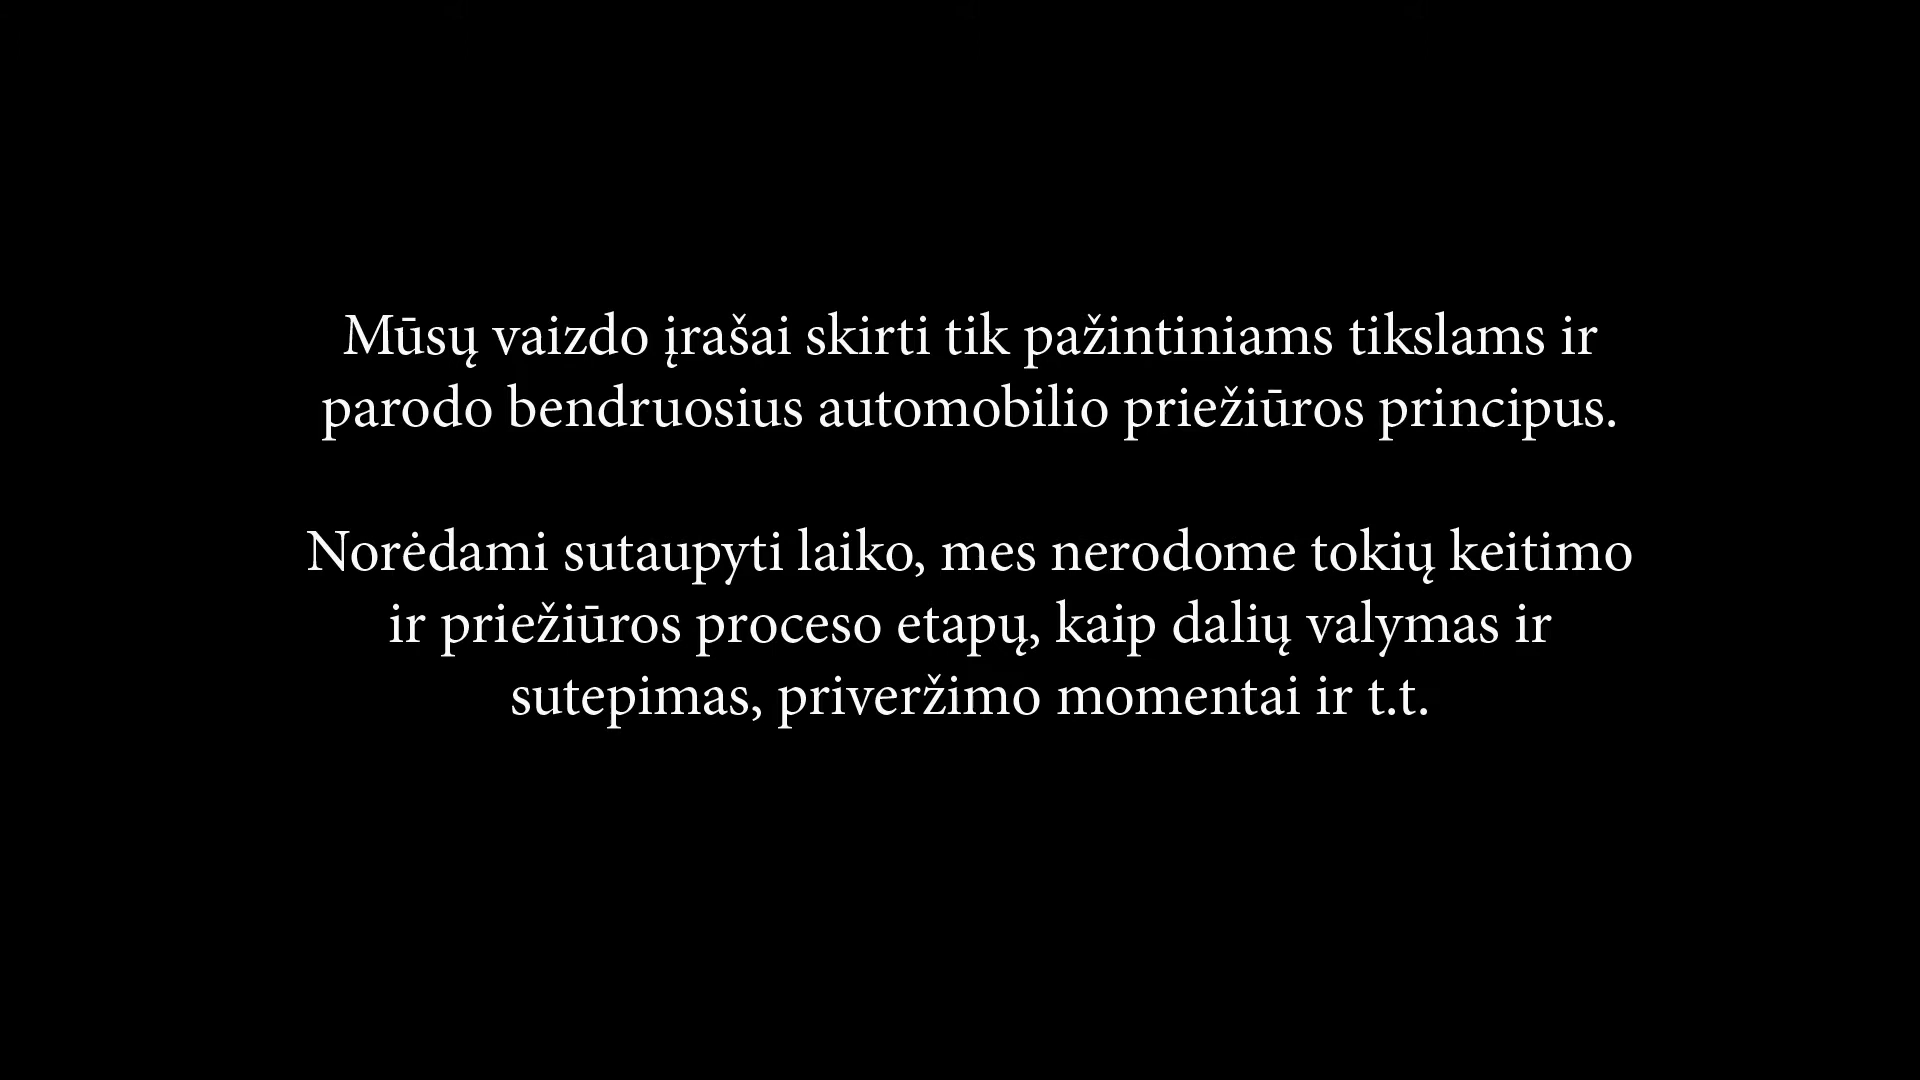 Mūsų vaizdo įrašai skirti tik pažintiniams tikslams ir
parodo bendruosius automobilio priežiūros principus.
Norėdami sutaupyti laiko, mes nerodome tokių keitimo
ir priežiūros proceso etapų, kaip dalių valymas ir
sutepimas, priveržimo momentai ir t.t.